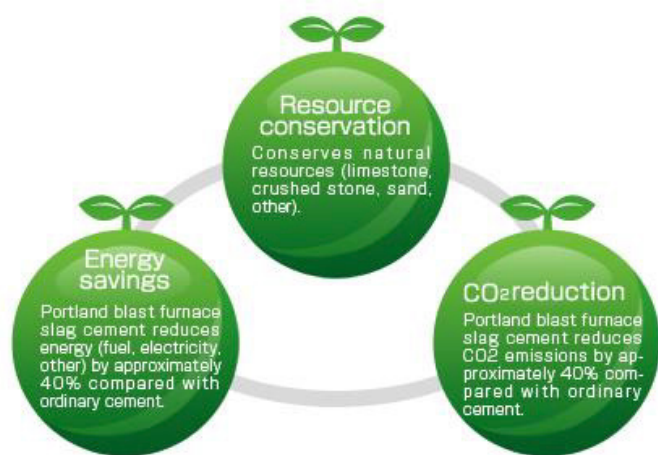 Resource
conservation
Conserves natural
resources (limestone,
crushed stone, sand,
other).
Energy
savings
Portland blast furnace
slag cement reduces
energy (fuel, electricity,
other) by approximately
40% compared with
ordinary cement.
CO2 reduction
Portland blast furnace
slag cement reduces
CO2 emissions by ap-
proximately 40% com-
pared with ordinary
cement.